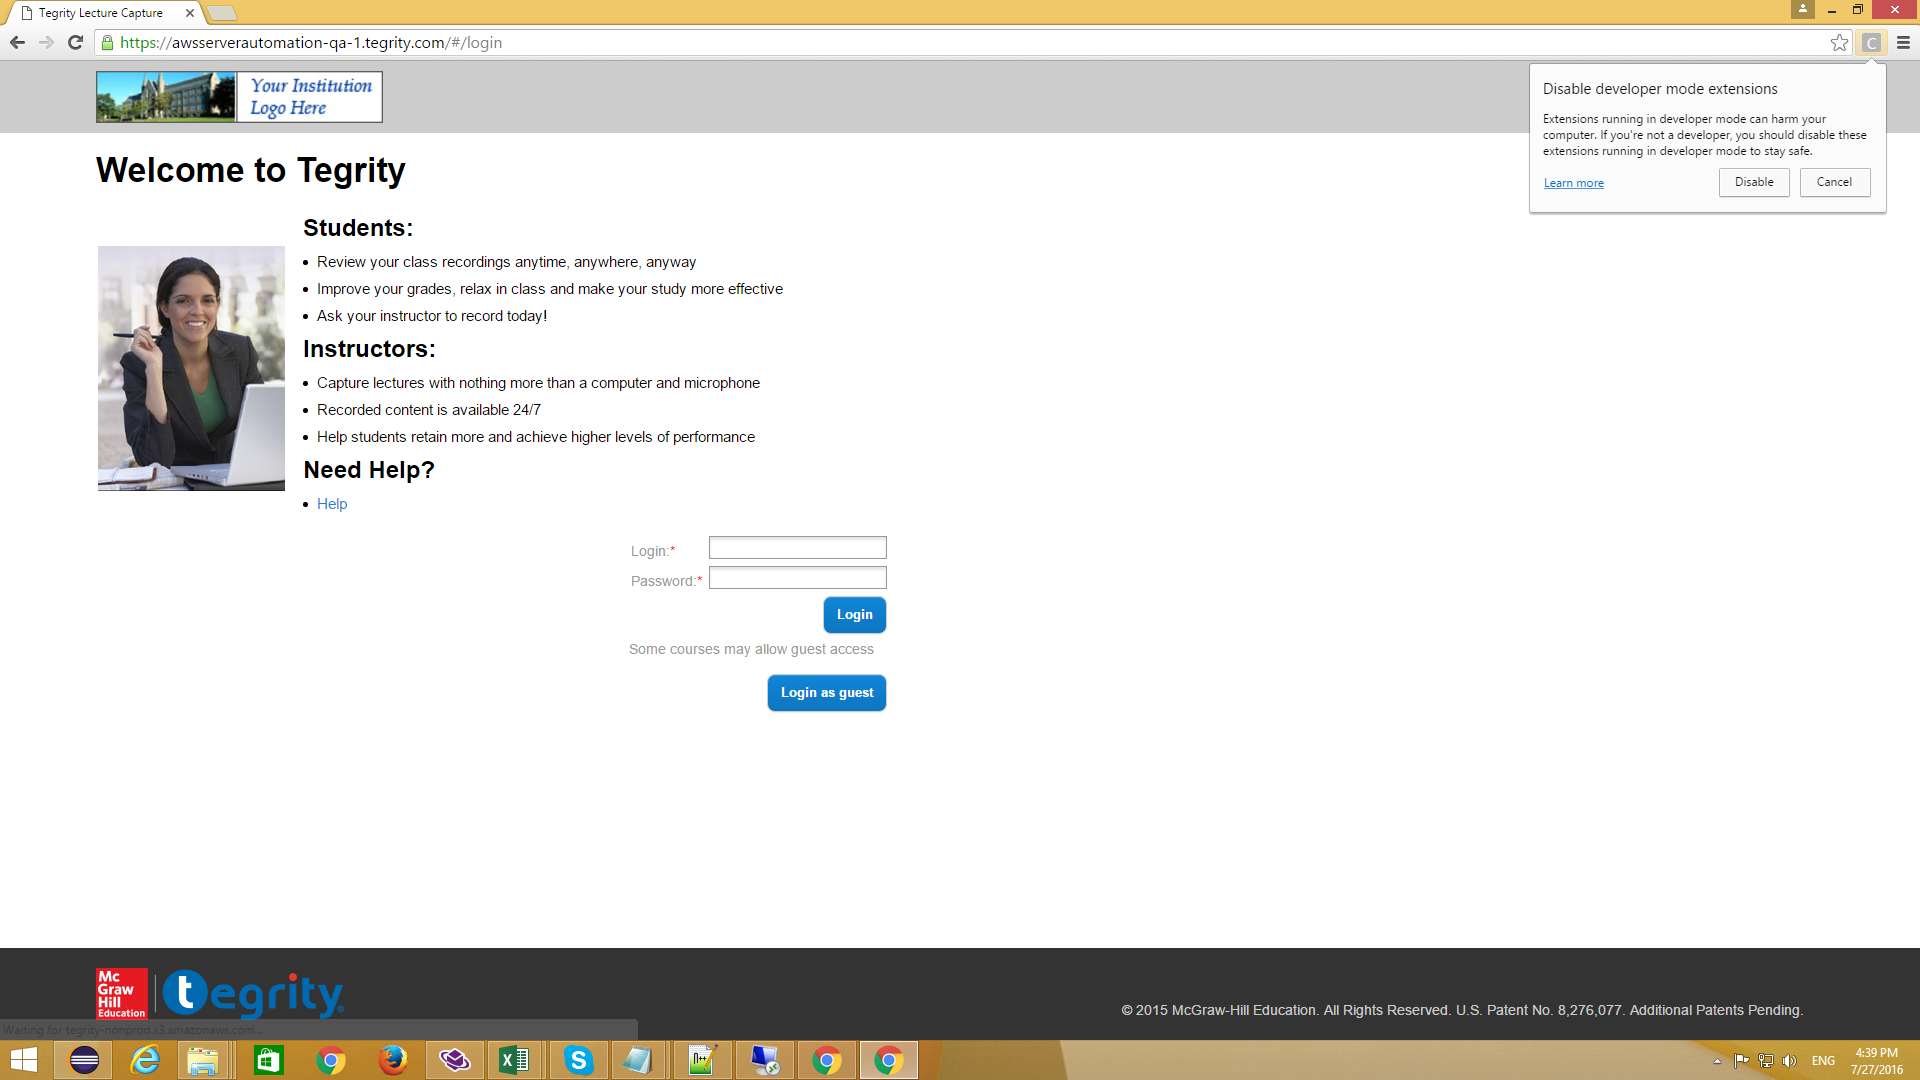 Tegrity Lecture Capture
https://awsserverautomation-qa-1.tegrity.com/#/login
C
Your Institution
Logo Here
Disable developer mode extensions
Extensions running in developer mode can harm your
computer. If you're not a developer, you should disable these
extensions running in developer mode to stay safe.
Learn more
Disable
Cancel
Welcome to Tegrity
Students:
Review your class recordings anytime, anywhere, anyway
Improve your grades, relax in class and make your study more effective
Ask your instructor to record today!
Instructors:
Capture lectures with nothing more than a computer and microphone
Recorded content is available 24/7
Help students retain more and achieve higher levels of performance
Need Help?
Help
Login:*
Password:*
Login
Some courses may allow guest access
Login as guest
Mc
Graw
Hill
Education
tegrity
© 2015 McGraw-Hill Education. All Rights Reserved. U.S. Patent No. 8,276,077. Additional Patents Pending.
Waiting for tegrity-nonprod.s3.amazonaws.com...
ENG
4:39 PM
7/27/2016